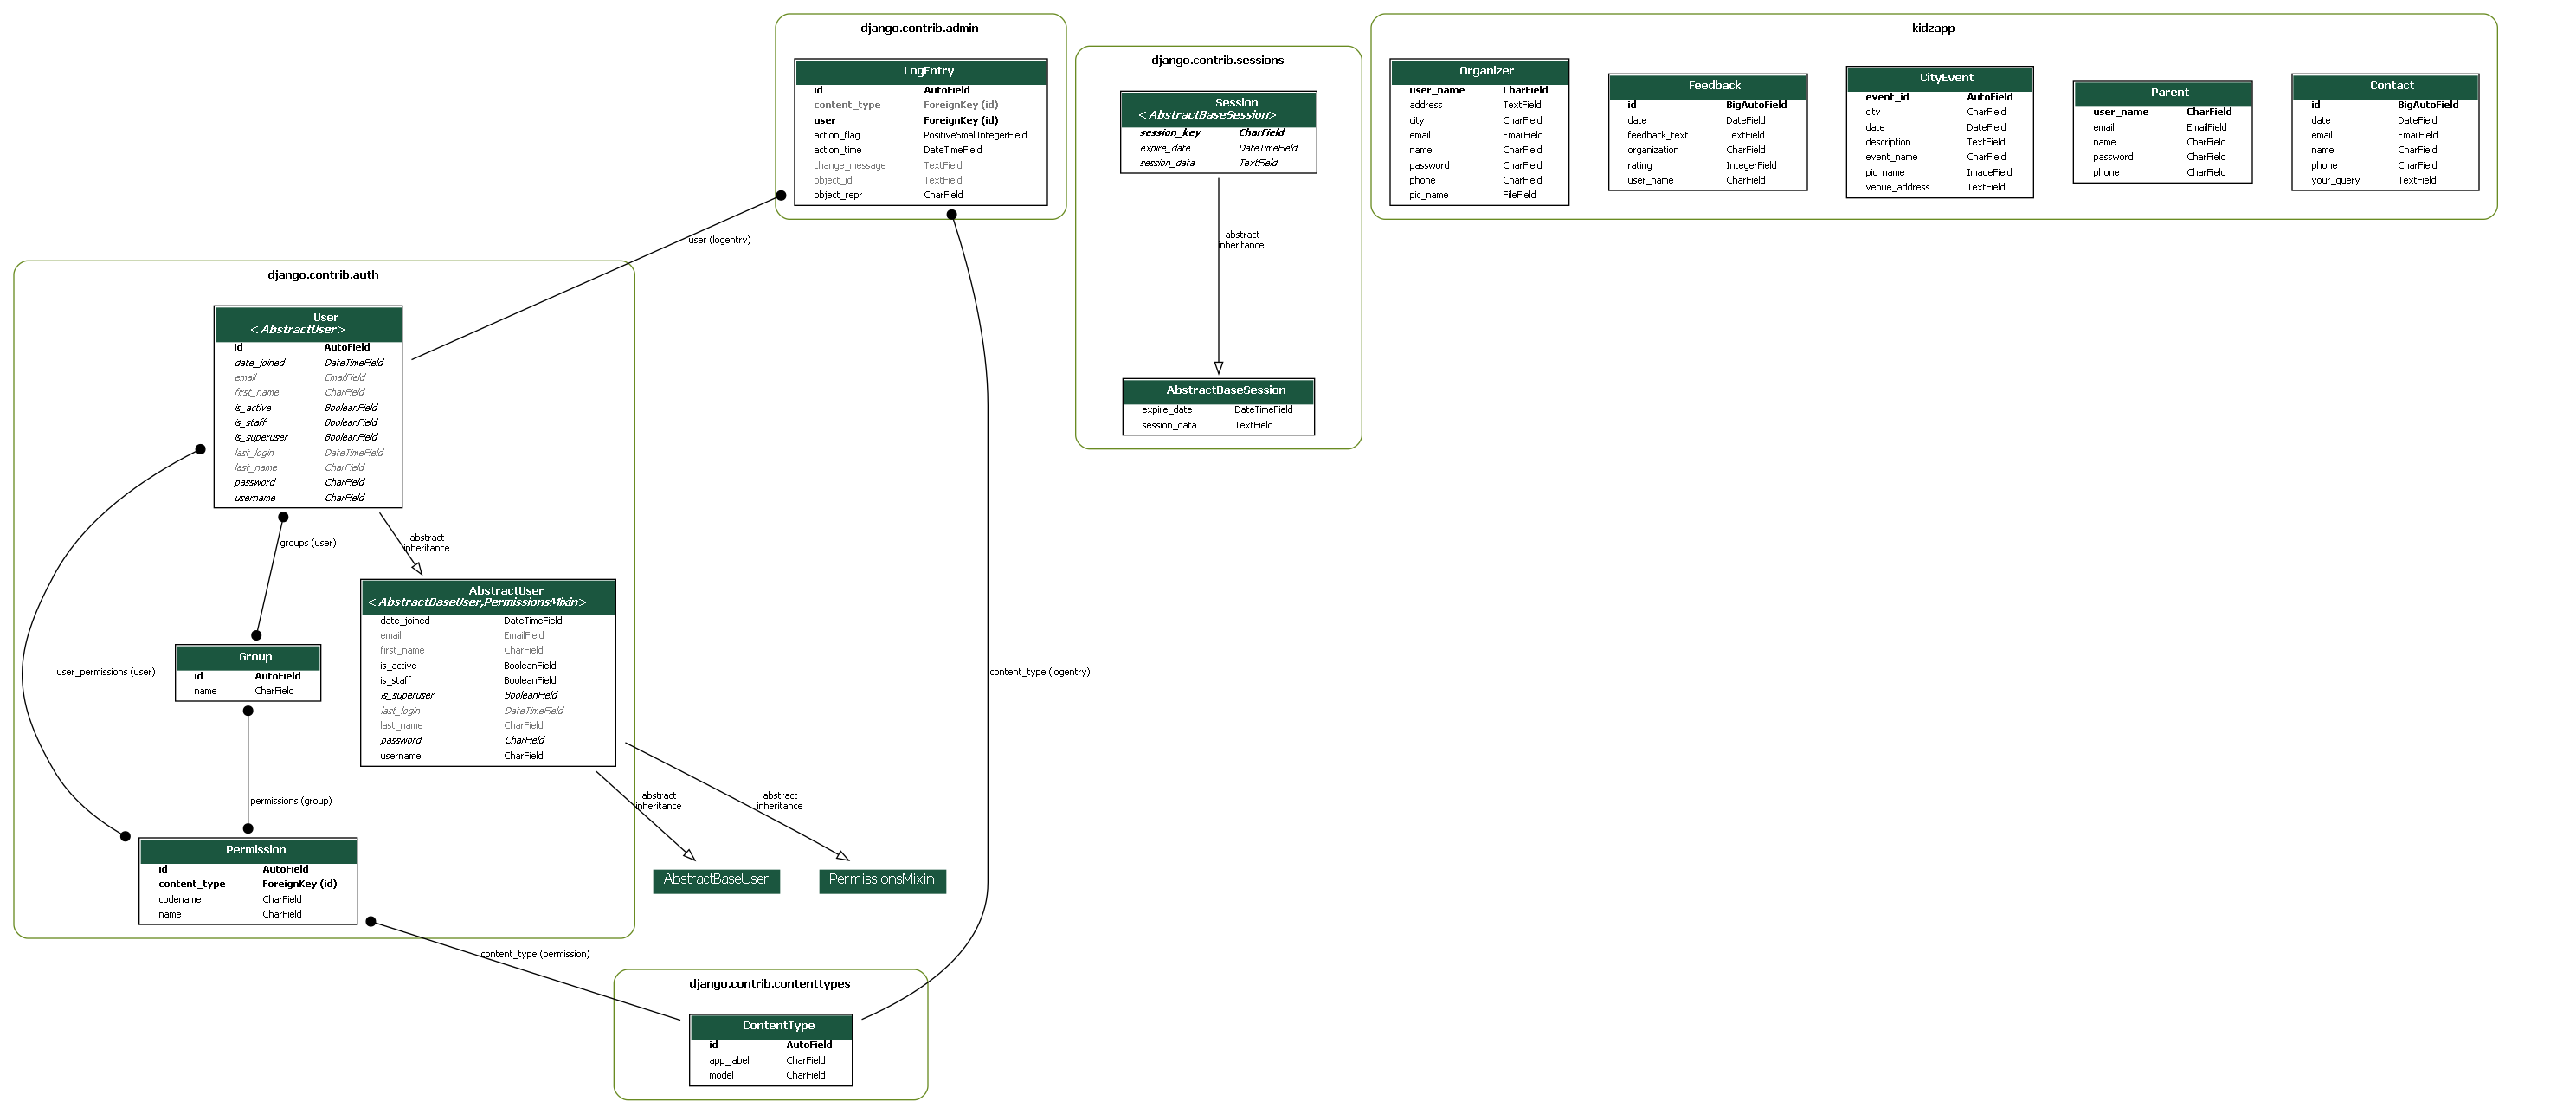 django.contrib.admin
LogEntry
id AutoField
content_type ForeignKey (id)
user ForeignKey (id)
action_flag PositiveSmallIntegerField
action_time DateTimeField
change_message TextField
object_id TextField
object_repr CharField
django.contrib.sessions
Session
<AbstractBaseSession>
session_key CharField
expire_date DateTimeField
session_data TextField
abstract
inheritance
AbstractBaseSession
expire_date DateTimeField
session_data TextField
kidzapp
Organizer
user_name CharField
address TextField
city CharField
email EmailField
name CharField
password CharField
phone CharField
pic_name FileField
Feedback
id BigAutoField
date DateField
feedback_text TextField
organization CharField
rating IntegerField
user_name CharField
CityEvent
event_id AutoField
city CharField
date DateField
description TextField
event_name CharField
pic_name ImageField
venue_address TextField
Parent
user_name CharField
email EmailField
name CharField
password CharField
phone CharField
Contact
id BigAutoField
date DateField
email EmailField
name CharField
phone CharField
your_query TextField
user (logentry)
django.contrib.auth
User
<AbstractUser>
id AutoField
date_joined DateTimeField
email EmailField
first_name CharField
is_active BooleanField
is_staff BooleanField
is_superuser BooleanField
last_login DateTimeField
last_name CharField
password CharField
username CharField
groups (user)
abstract
inheritance
AbstractUser
<AbstractBaseUser,PermissionsMixin>
date_joined DateTimeField
email EmailField
first_name CharField
is_active BooleanField
is_staff BooleanField
is_superuser BooleanField
last_login DateTimeField
last_name CharField
password CharField
username CharField
Group
id AutoField
name CharField
user_permissions (user)
content_type (logentry)
permissions (group)
abstract
inheritance
abstract
inheritance
Permission
id AutoField
content_type ForeignKey (id)
codename CharField
name CharField
AbstractBaseUser
PermissionsMixin
content_type (permission)
django.contrib.contenttypes
ContentType
id AutoField
app_label CharField
model CharField